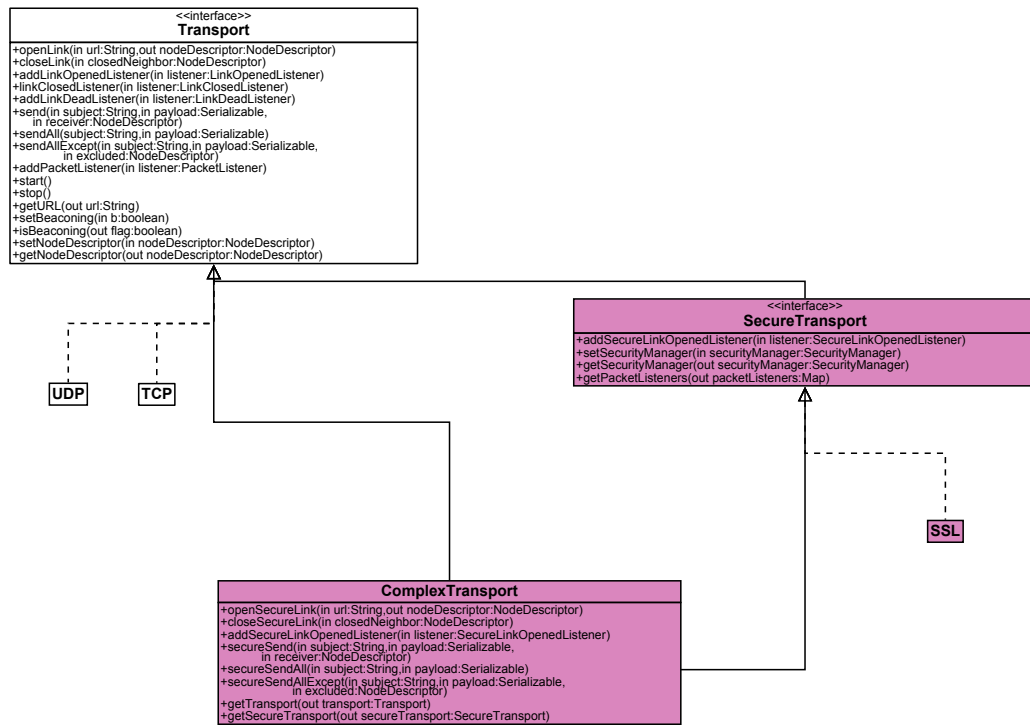 <<interface>>
Transport
+openLink(in url:String,out nodeDescriptor:NodeDescriptor)
+closeLink(in closedNeighbor:NodeDescriptor)
+addLinkOpenedListener(in listener:LinkOpenedListener)
+linkClosedListener(in listener:LinkClosedListener)
+addLinkDeadListener(in listener:LinkDeadListener)
+send(in subject:String,in payload:Serializable,
in receiver:NodeDescriptor)
+sendAll(subject:String,in payload:Serializable)
+sendAllExcept(in subject:String,in payload:Serializable,
in excluded:NodeDescriptor)
+addPacketListener(in listener:PacketListener)
+start()
+stop()
+getURL(out url:String)
+setBeaconing(in b:boolean)
+isBeaconing(out flag:boolean)
+setNodeDescriptor(in nodeDescriptor:NodeDescriptor)
+getNodeDescriptor(out nodeDescriptor:NodeDescriptor)
<<interface>>
SecureTransport
+addSecureLinkOpenedListener(in listener:SecureLinkOpenedListener)
+setSecurityManager(in securityManager:SecurityManager)
+getSecurityManager(out securityManager:SecurityManager)
+getPacketListeners(out packetListeners:Map)
UDP
TCP
SSL
ComplexTransport
+openSecureLink(in url:String,out nodeDescriptor:NodeDescriptor)
+closeSecureLink(in closedNeighbor:NodeDescriptor)
+addSecureLinkOpenedListener(in listener:SecureLinkOpenedListener)
+secureSend(in subject:String,in payload:Serializable,
in receiver:NodeDescriptor)
+secureSendAll(in subject:String,in payload:Serializable)
+secureSendAllExcept(in subject:String,in payload:Serializable,
in excluded:NodeDescriptor)
+getTransport(out transport:Transport)
+getSecureTransport(out secureTransport:SecureTransport)